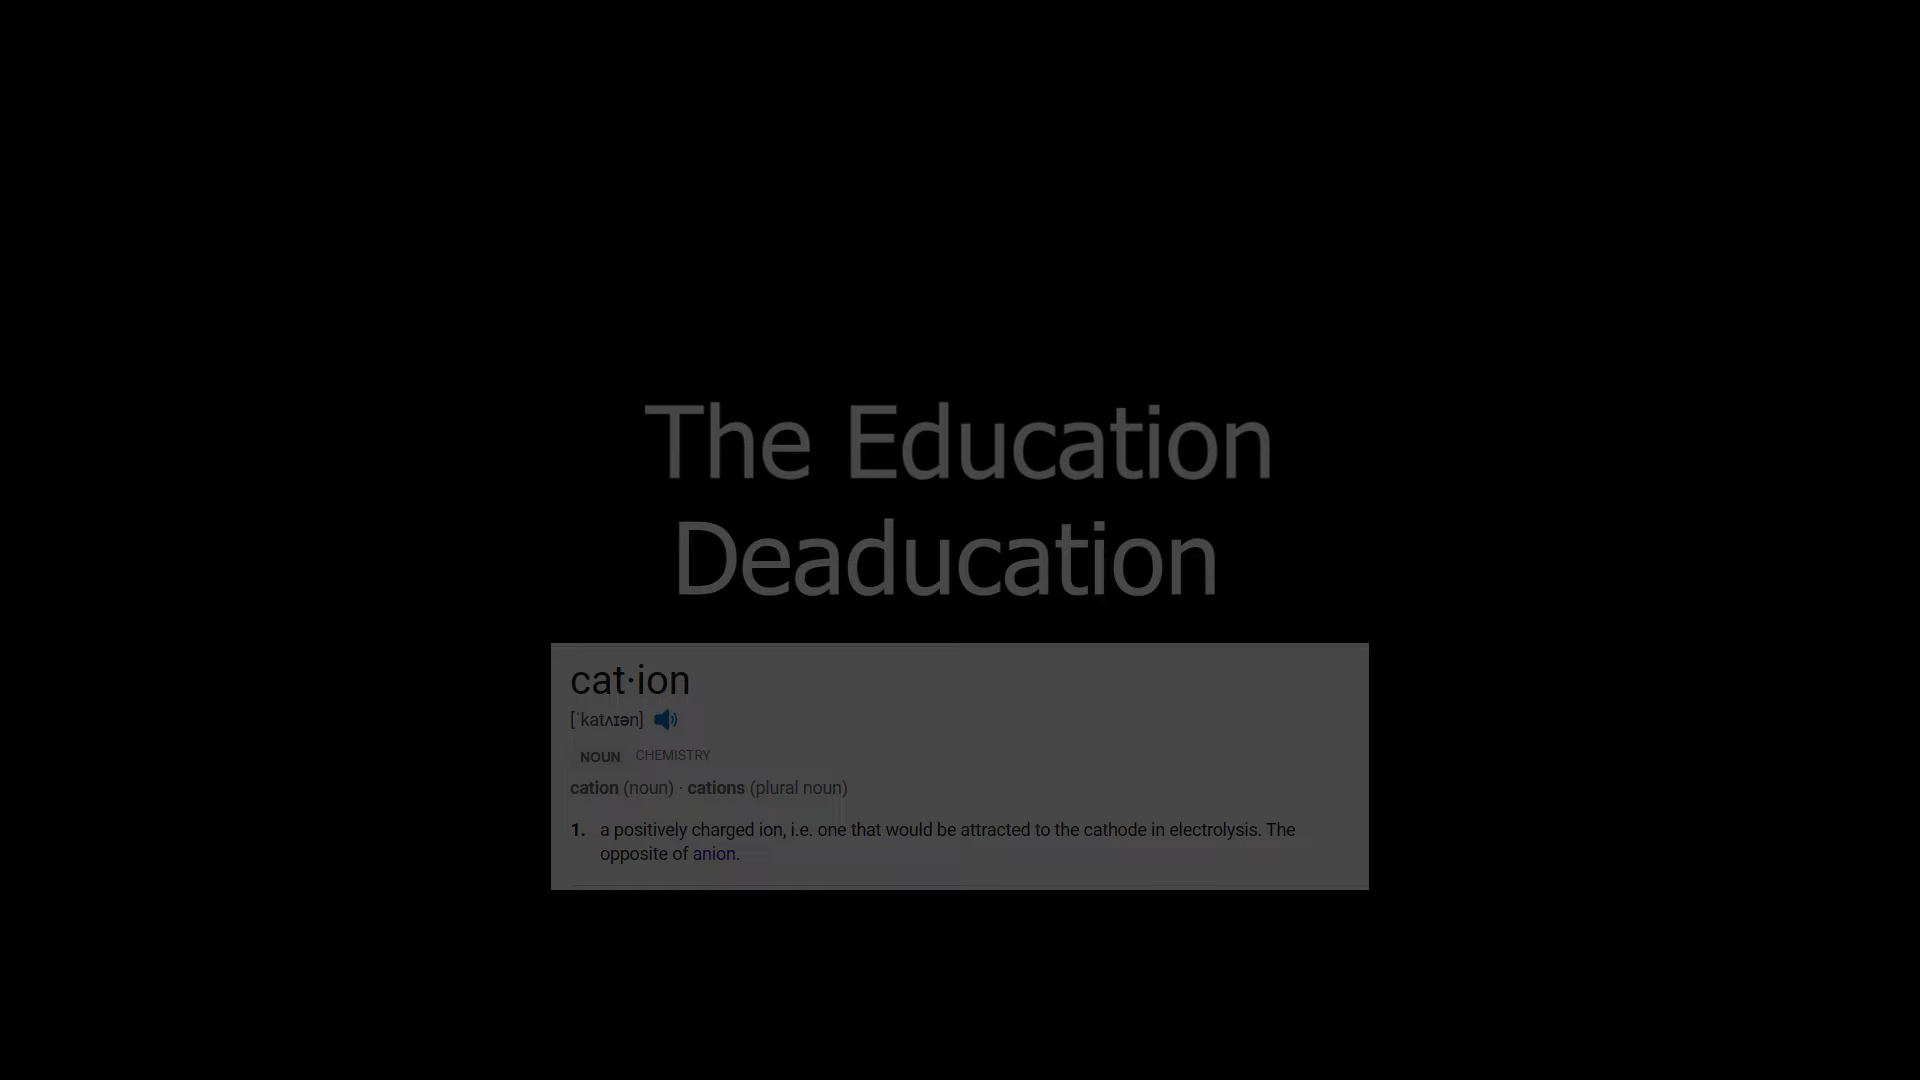 The Education
Deaducation
cat·ion
[ˈkatʌɪən]
NOUN CHEMISTRY
cation (noun) · cations (plural noun)
1. a positively charged ion, i.e. one that would be attracted to the cathode in electrolysis. The
opposite of anion.